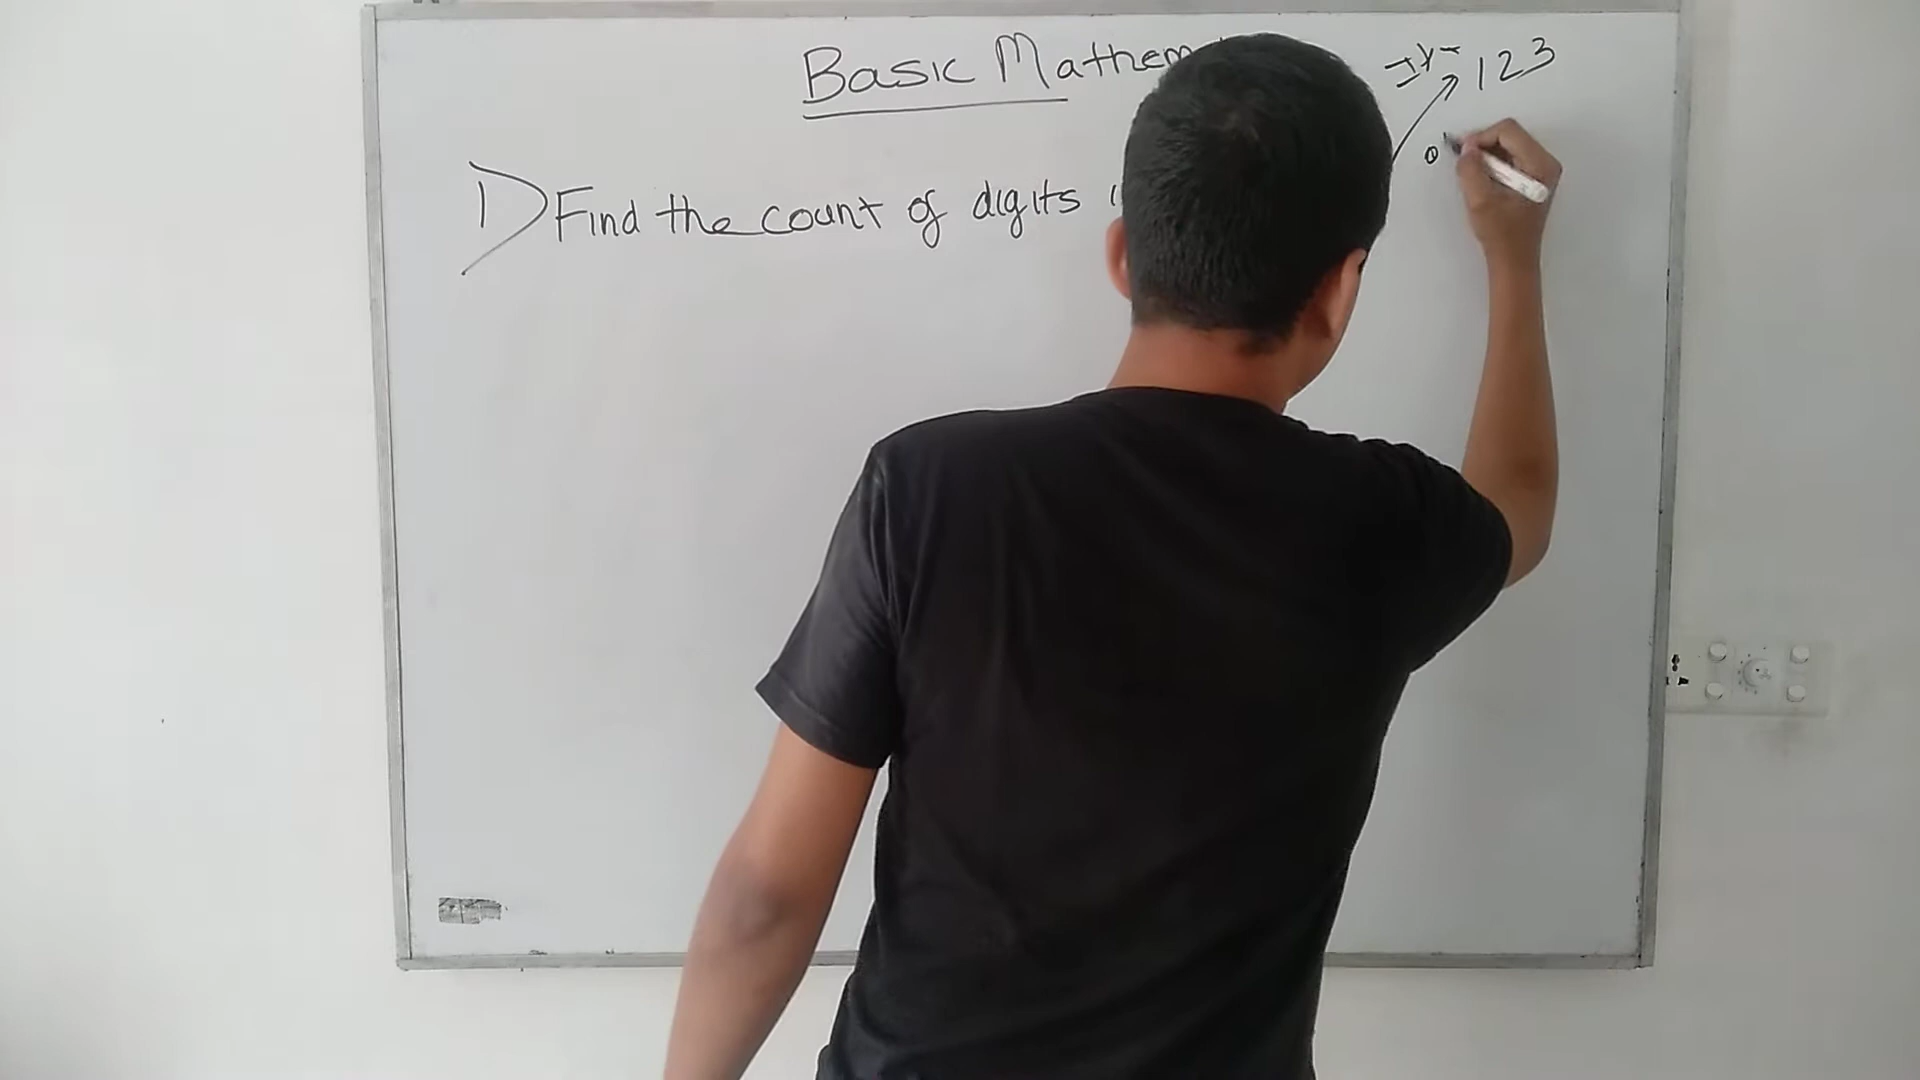 Basic Mathem
123
1) Find the count of digits i